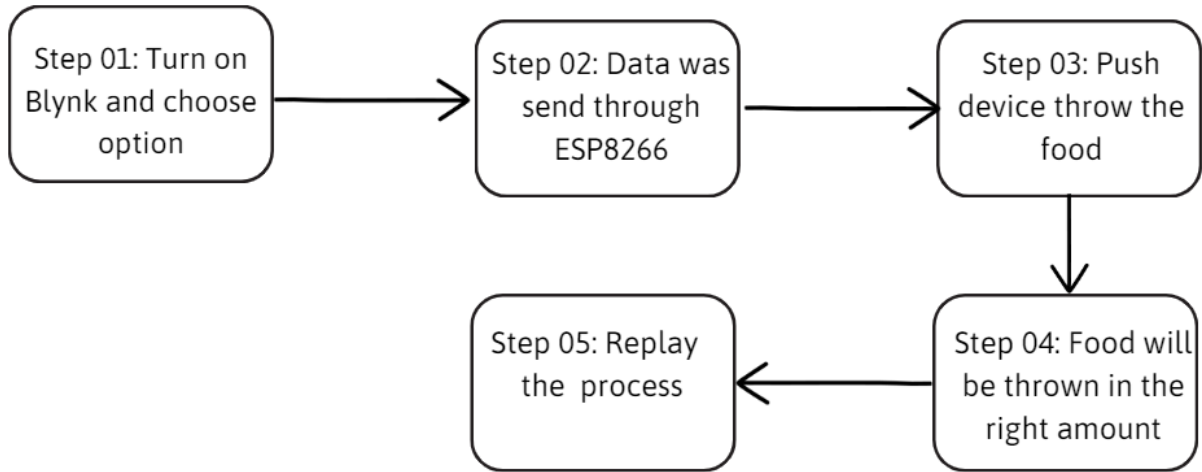 Step 01: Turn on
Blynk and choose
option
Step 02: Data was
send through
ESP8266
Step 03: Push
device throw the
food
Step 04: Food will
be thrown in the
right amount
Step 05: Replay
the process